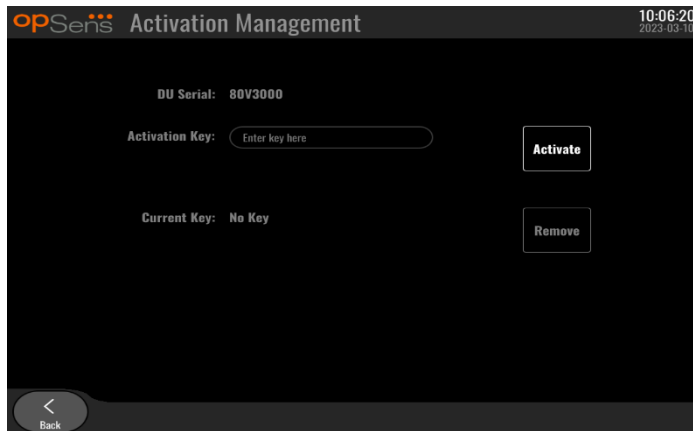 opSens Activation Management
10:06:20
2023-03-10
DU Serial: 80V3000
Activation Key: Enter key here
Activate
Current Key: No Key
Remove
Back